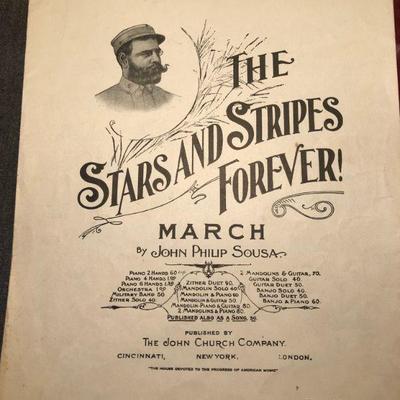 THE
STARS AND STRIPES
FOREVER!
MARCH
BY JOHN PHILIP SOUSA.
PIANO 2 HANDS 60
PIANO 4 HANDS 1.00
PIANO 6 HANDS 1.00
ORCHESTRA 1.00
MILITARY BAND 50
ZITHER SOLO 40.
ZITHER DUET 90.
MANDOLIN SOLO 40
MANDOLIN & PIANO 60
MANDOLIN & GUITAR 50
MANDOLIN PIANO & GUITAR 80
2 MANDOLINS & PIANO 80.
PUBLISHED ALSO AS A SONG, 50.
2 MANDOLINS & GUITAR, 70.
GUITAR SOLO 40.
GUITAR DUET 50.
BANJO SOLO 40.
BANJO DUET 50.
BANJO & PIANO 60.
PUBLISHED BY
THE JOHN CHURCH COMPANY.
CINCINNATI, NEW YORK, LONDON.
"THE HOUSE DEVOTED TO THE PROGRESS OF AMERICAN MUSIC"